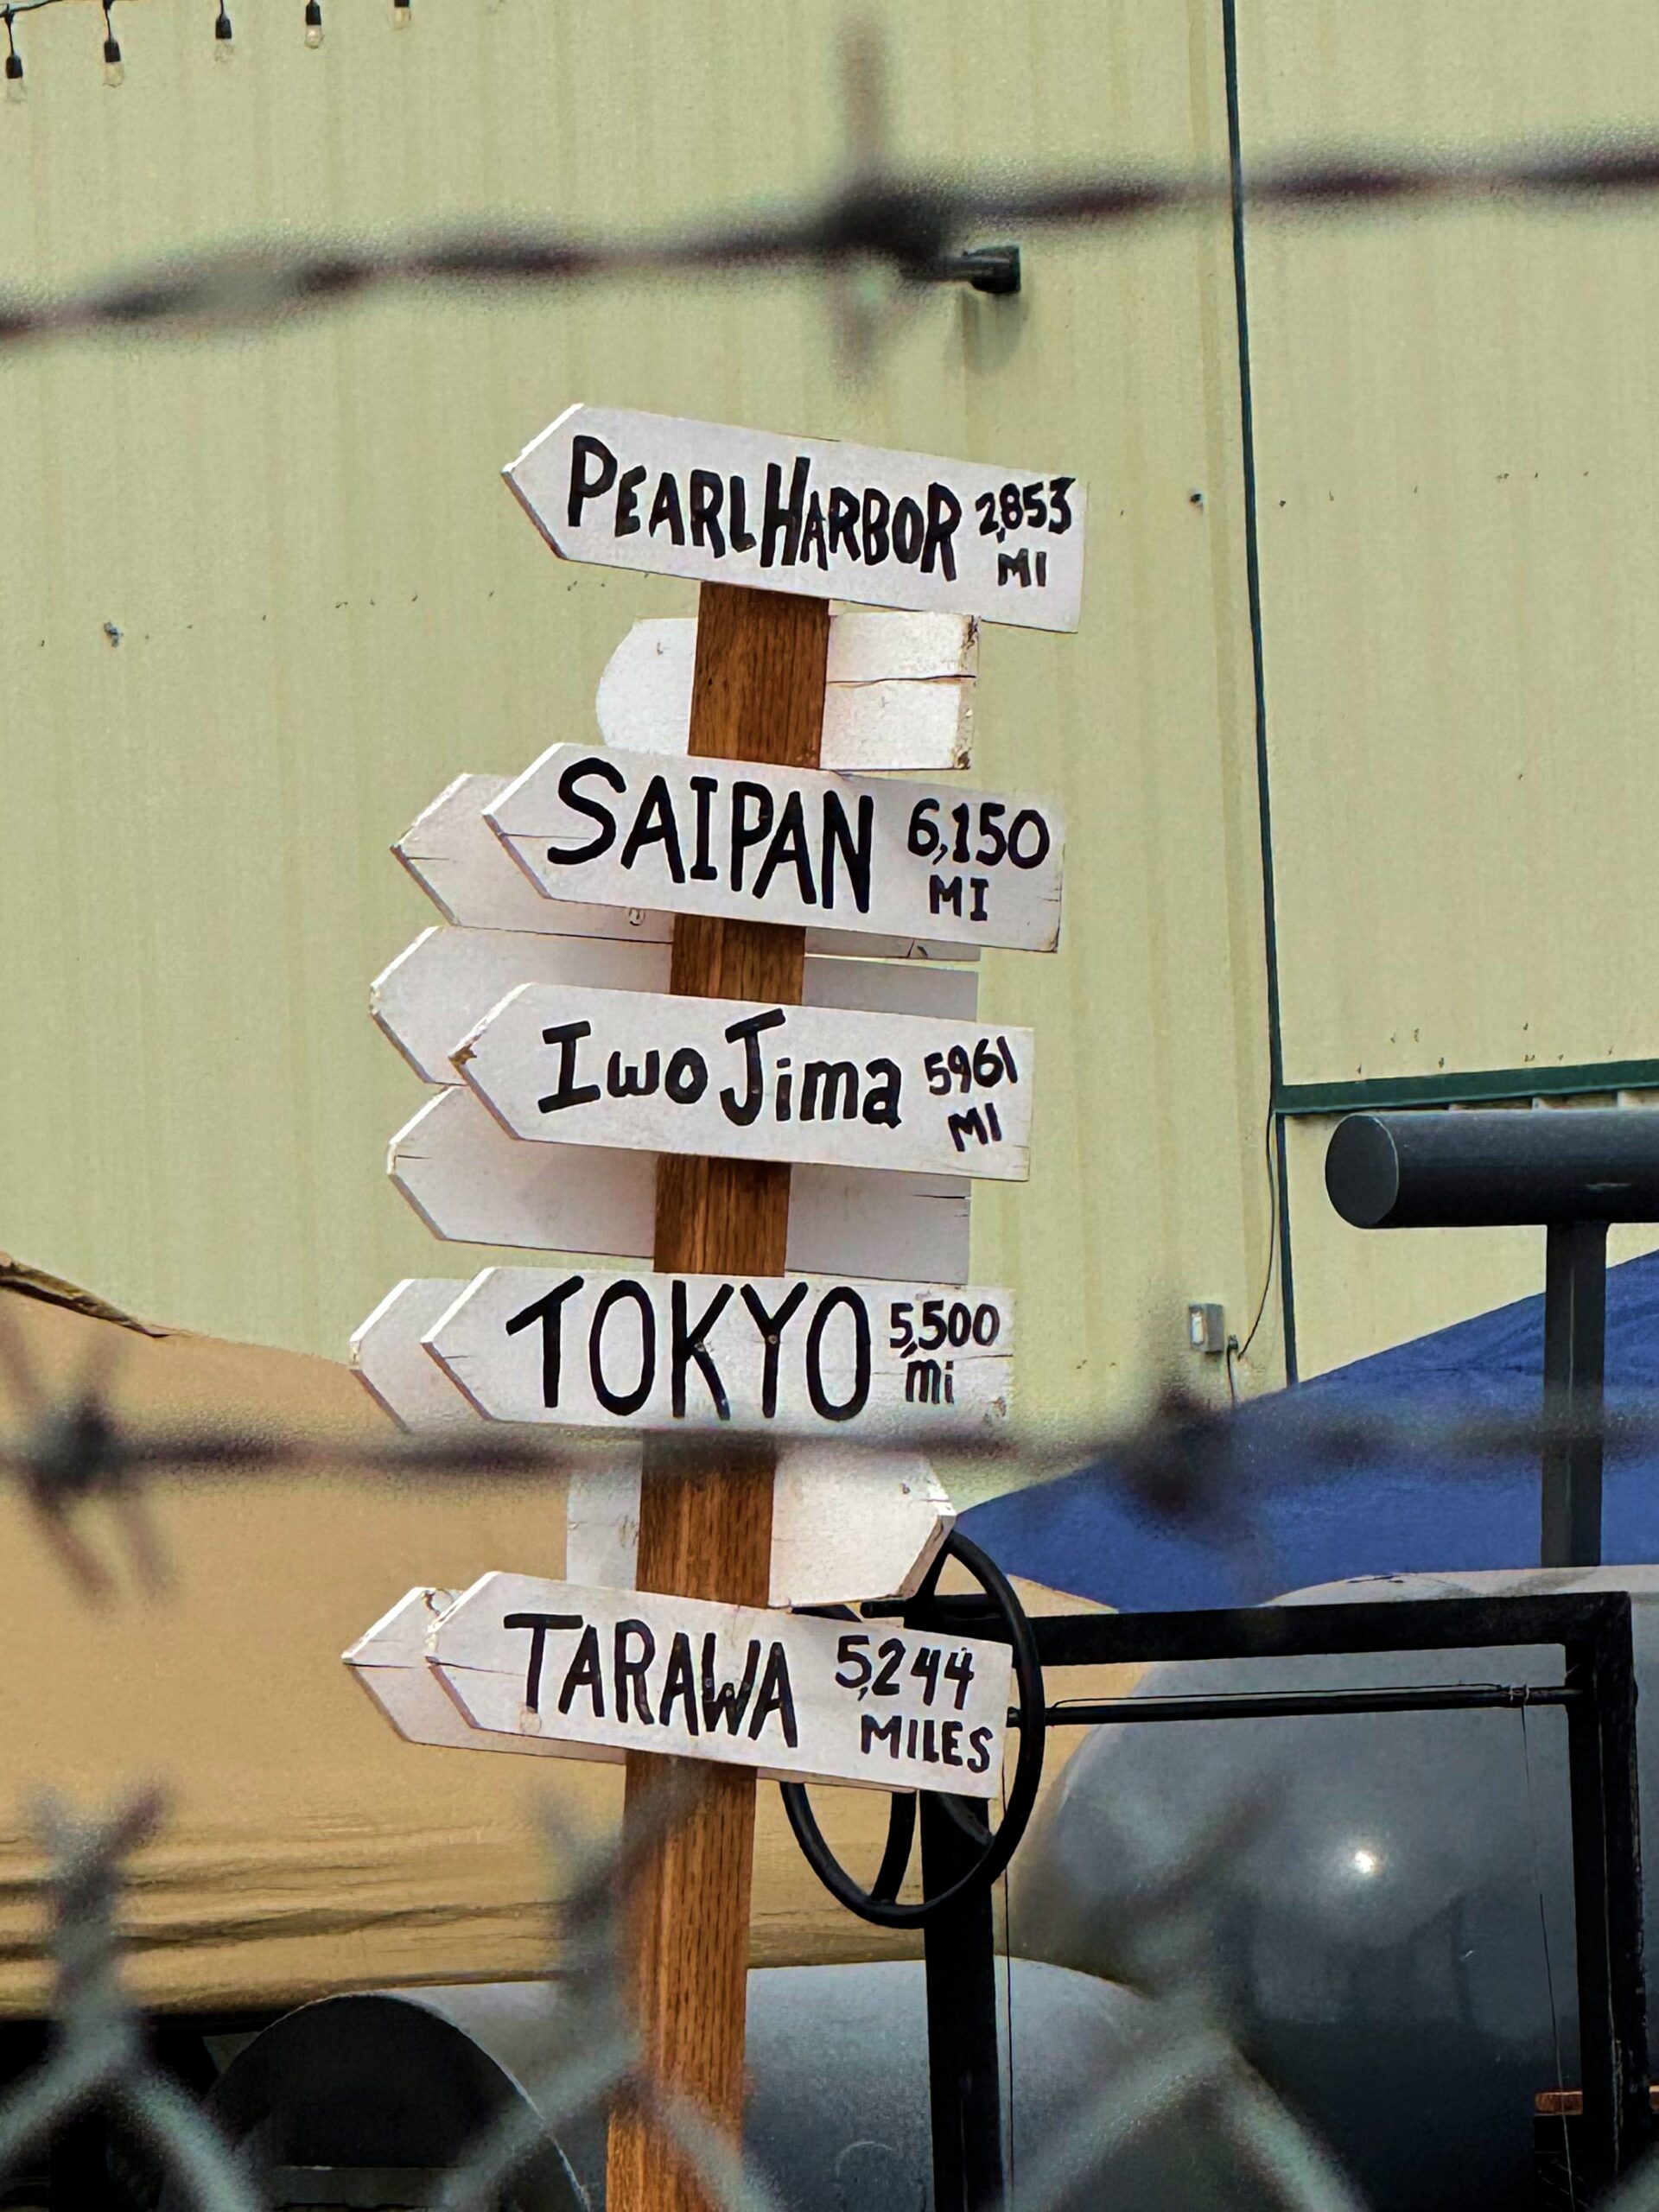 PEARL HARBOR 2,853
MI
SAIPAN 6,150
MI
Iwo Jima 5961
MI
TOKYO 5,500
mi
TARAWA 5,244
MILES